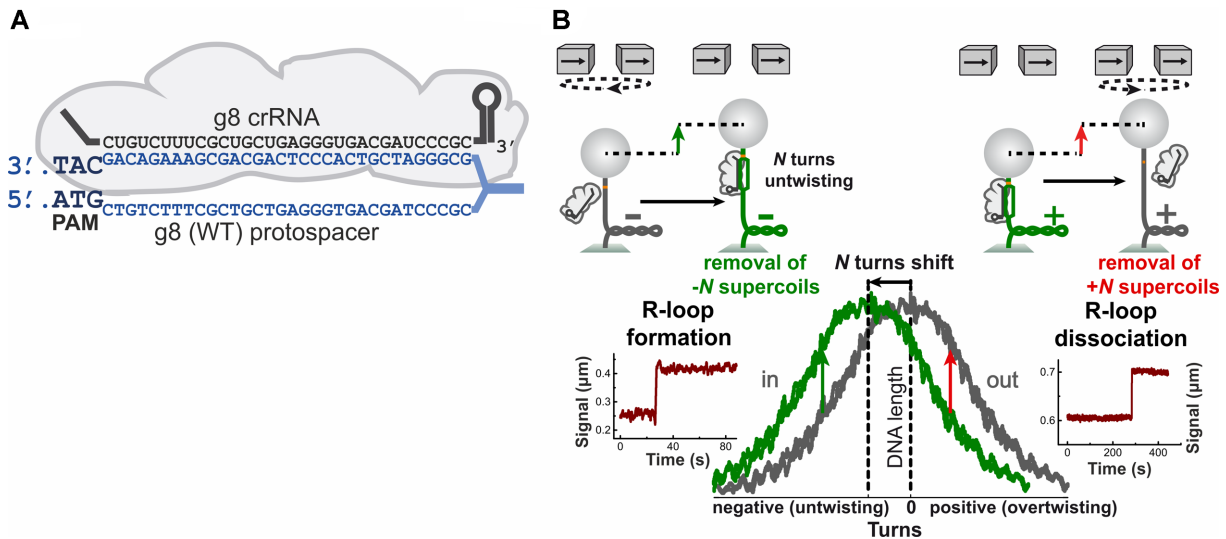 A
g8 crRNA
CUGUCUUUCGCUGCUGAGGGUGACGAUCCCGC
3′
3′..TAC
GACAGAAAGCGACGACTCCCACTGCTAGGGCG
5′..ATG
CTGTCTTTCGCTGCTGAGGGTGACGATCCCGC
PAM
g8 (WT) protospacer
B
N turns
untwisting
−
−
+
+
removal of
-N supercoils
N turns shift
removal of
+N supercoils
R-loop
formation
R-loop
dissociation
Signal (µm)
0.4
0.3
0.2
0
40
80
Time (s)
in
DNA length
out
0.7
0.6
0
200
400
Time (s)
Signal (µm)
negative (untwisting)
0
positive (overtwisting)
Turns